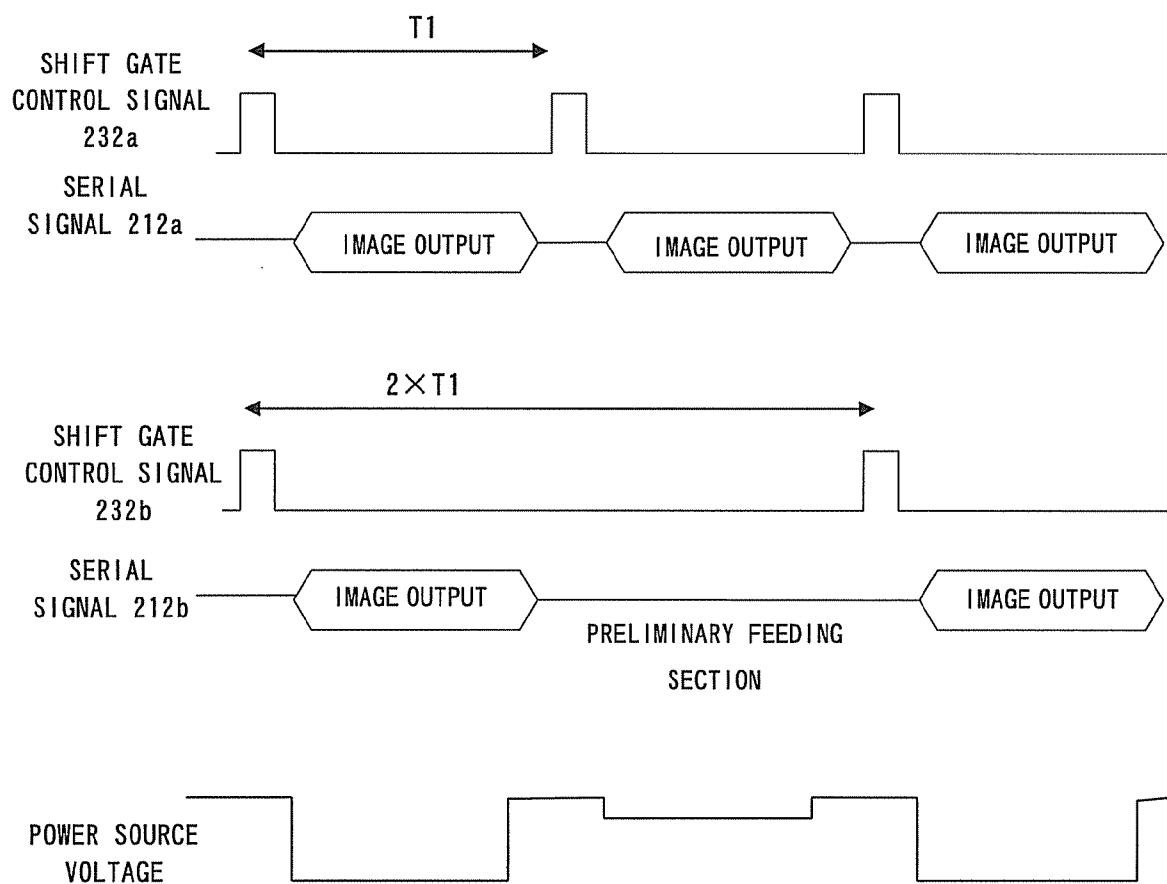 T1
SHIFT GATE
CONTROL SIGNAL
232a
SERIAL
SIGNAL 212a
IMAGE OUTPUT
IMAGE OUTPUT
IMAGE OUTPUT
2×T1
SHIFT GATE
CONTROL SIGNAL
232b
SERIAL
SIGNAL 212b
IMAGE OUTPUT
IMAGE OUTPUT
PRELIMINARY FEEDING
SECTION
POWER SOURCE
VOLTAGE